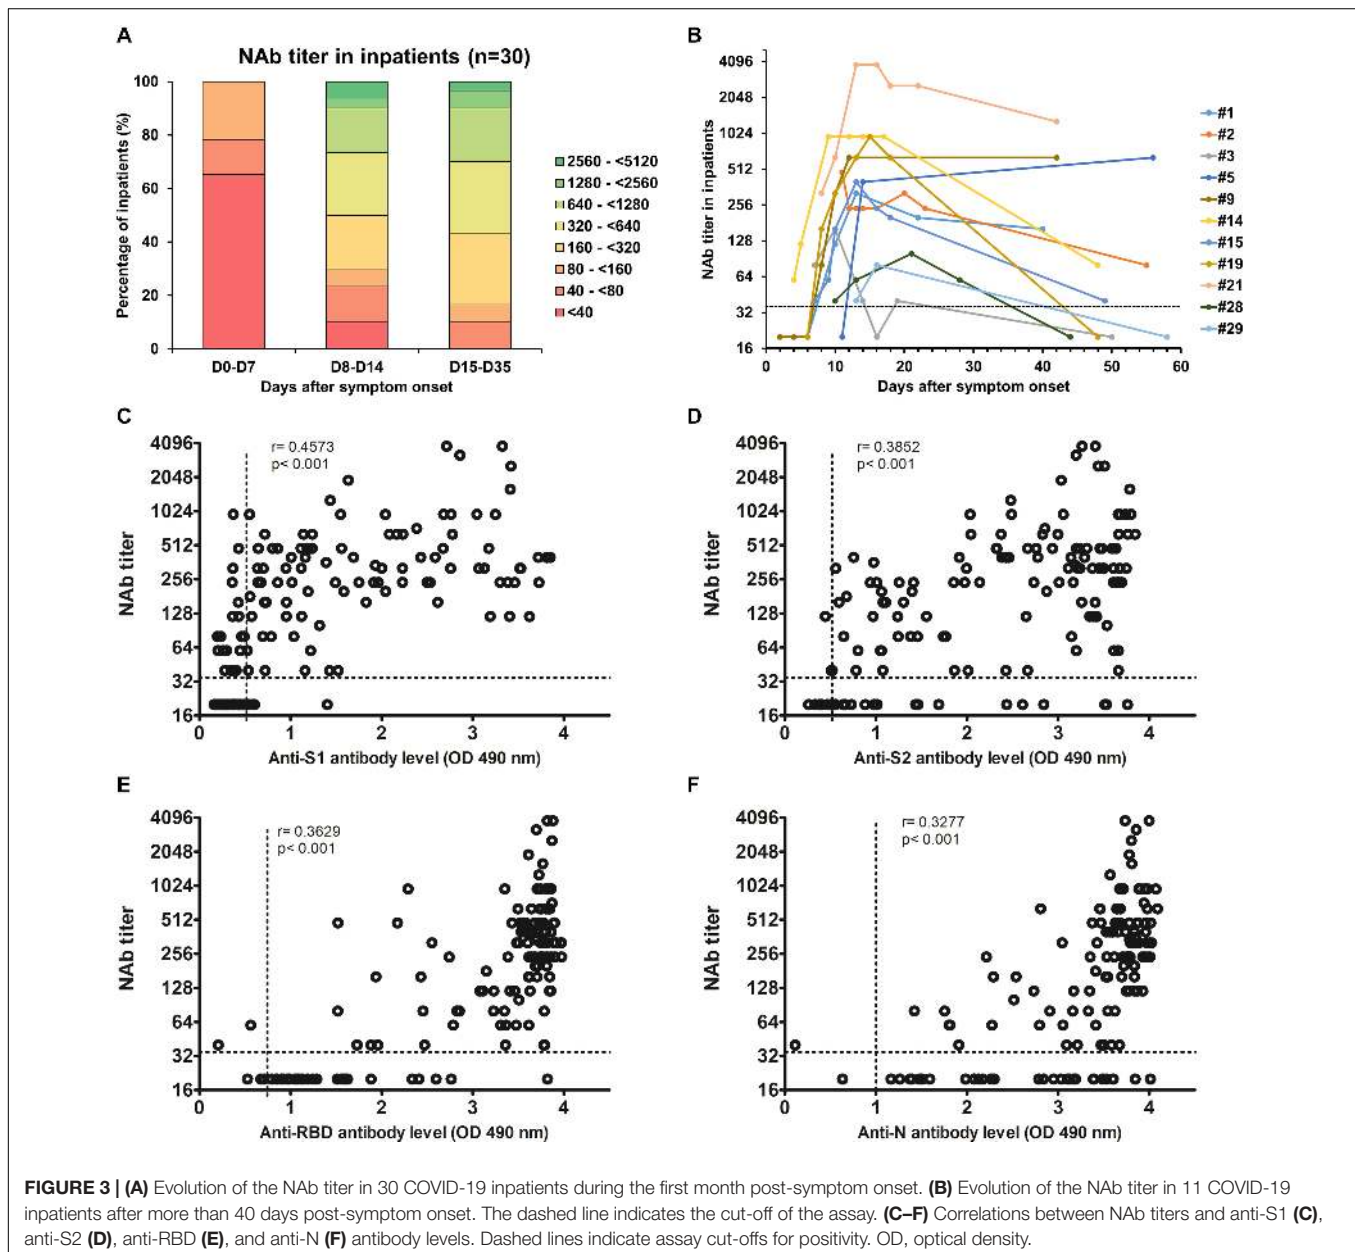 A
NAb titer in inpatients (n=30)
Percentage of inpatients (%)
100
80
60
40
20
0
D0-D7
D8-D14
D15-D35
Days after symptom onset
2560 - <5120
1280 - <2560
640 - <1280
320 - <640
160 - <320
80 - <160
40 - <80
<40
B
NAb titer in inpatients
4096
2048
1024
512
256
128
64
32
16
0
10
20
30
40
50
60
Days after symptom onset
#1
#2
#3
#5
#9
#14
#15
#19
#21
#28
#29
C
r= 0.4573
p< 0.001
NAb titer
4096
2048
1024
512
256
128
64
32
16
0
1
2
3
4
Anti-S1 antibody level (OD 490 nm)
D
r= 0.3852
p< 0.001
NAb titer
4096
2048
1024
512
256
128
64
32
16
0
1
2
3
4
Anti-S2 antibody level (OD 490 nm)
E
r= 0.3629
p< 0.001
NAb titer
4096
2048
1024
512
256
128
64
32
16
0
1
2
3
4
Anti-RBD antibody level (OD 490 nm)
F
r= 0.3277
p< 0.001
NAb titer
4096
2048
1024
512
256
128
64
32
16
0
1
2
3
4
Anti-N antibody level (OD 490 nm)
FIGURE 3 | (A) Evolution of the NAb titer in 30 COVID-19 inpatients during the first month post-symptom onset. (B) Evolution of the NAb titer in 11 COVID-19
inpatients after more than 40 days post-symptom onset. The dashed line indicates the cut-off of the assay. (C–F) Correlations between NAb titers and anti-S1 (C),
anti-S2 (D), anti-RBD (E), and anti-N (F) antibody levels. Dashed lines indicate assay cut-offs for positivity. OD, optical density.